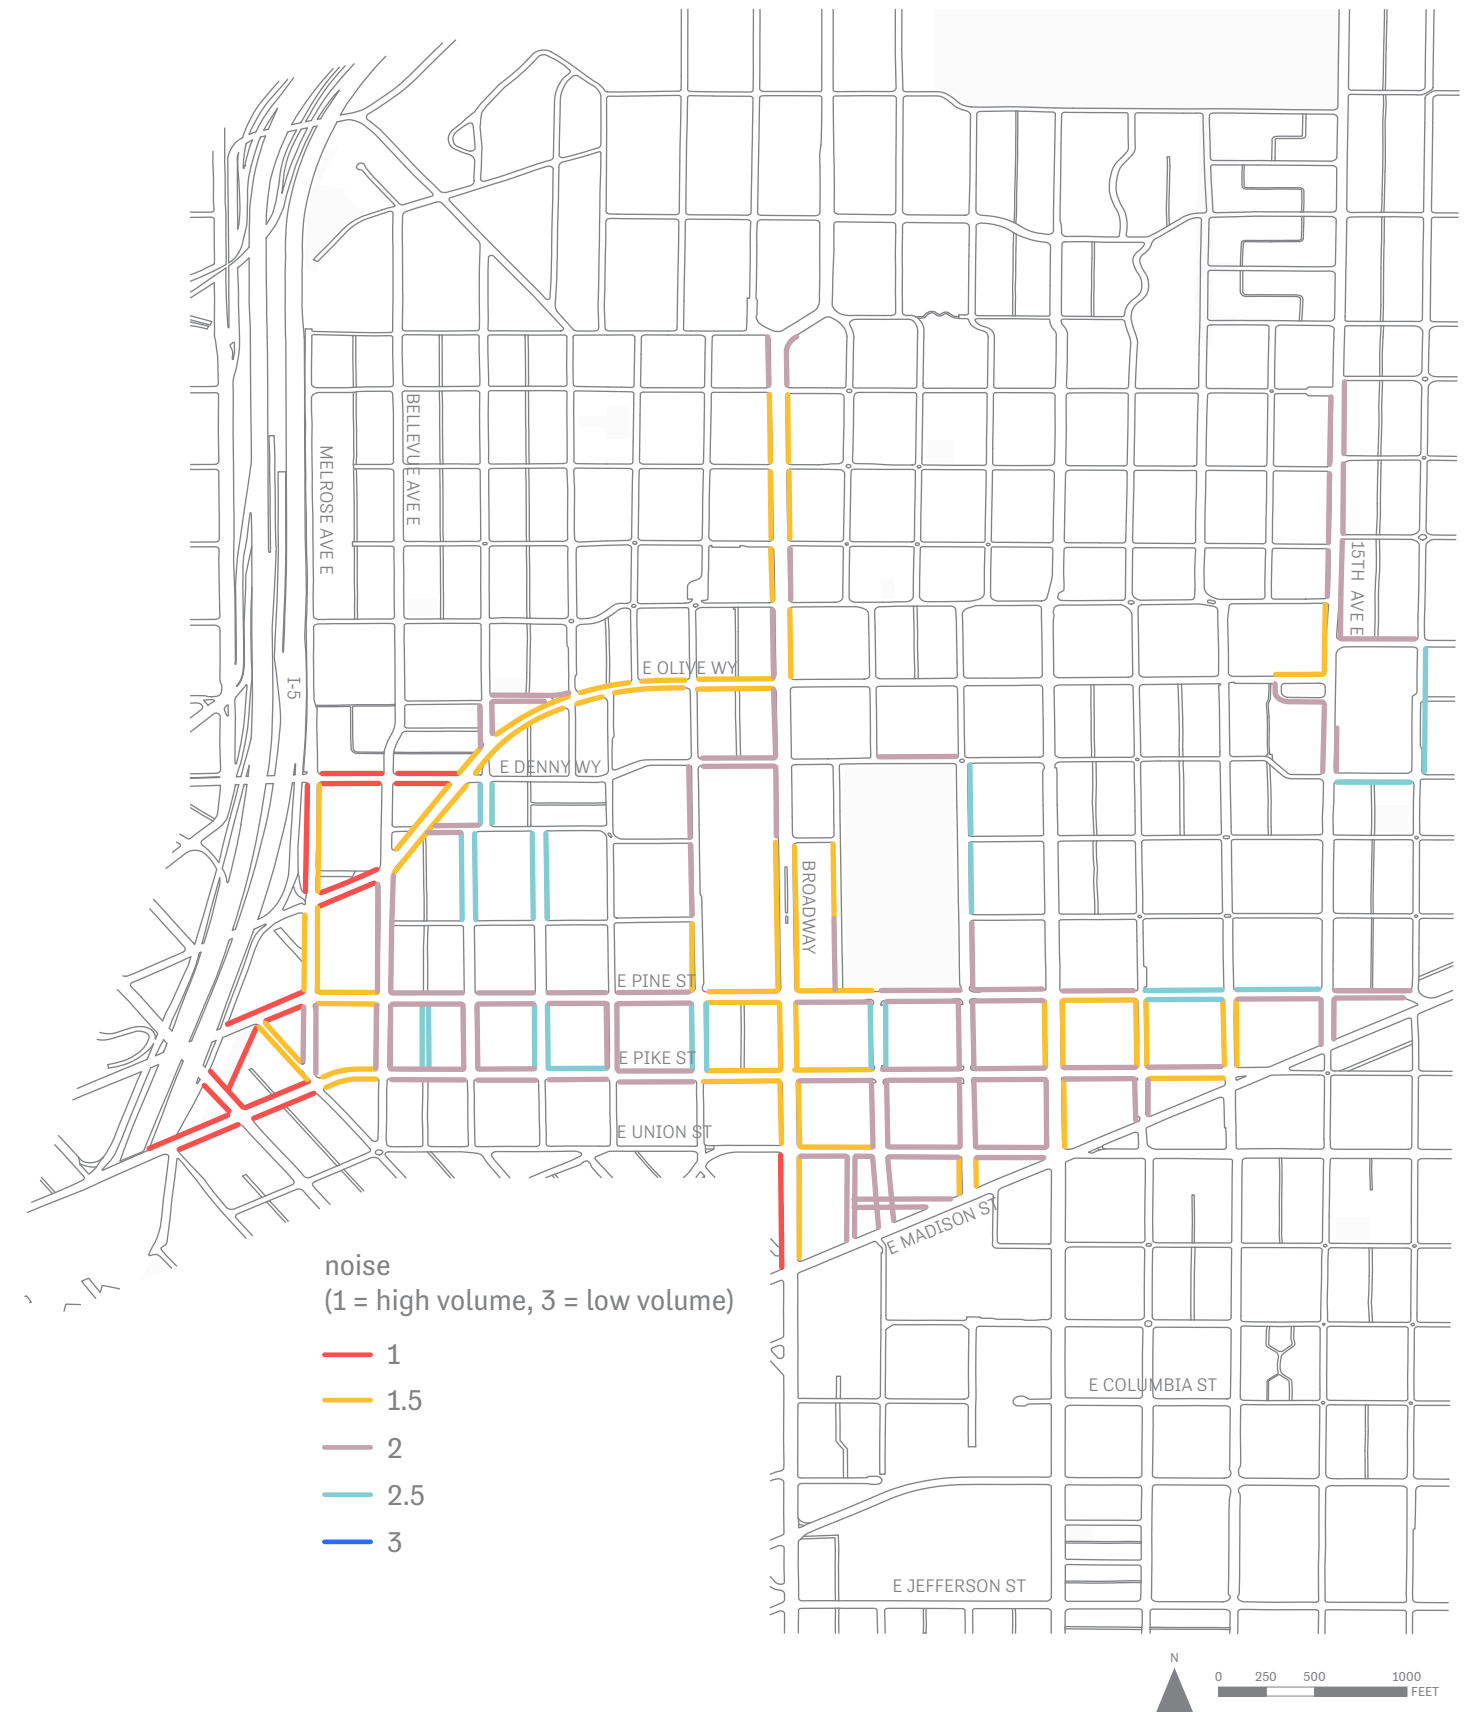 BELLEVUE AVE E
MELROSE AVE E
15TH AVE E
E OLIVE WY
I-5
E DENNY WY
BROADWAY
E PINE ST
E PIKE ST
E UNION ST
E MADISON ST
noise
(1 = high volume, 3 = low volume)
1
1.5
2
2.5
3
E COLUMBIA ST
E JEFFERSON ST
N
0 250 500 1000
FEET